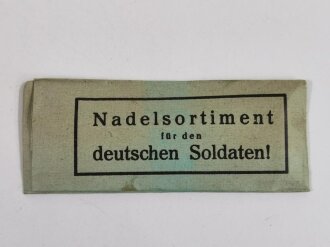 Nadelsortiment
für den
deutschen Soldaten!